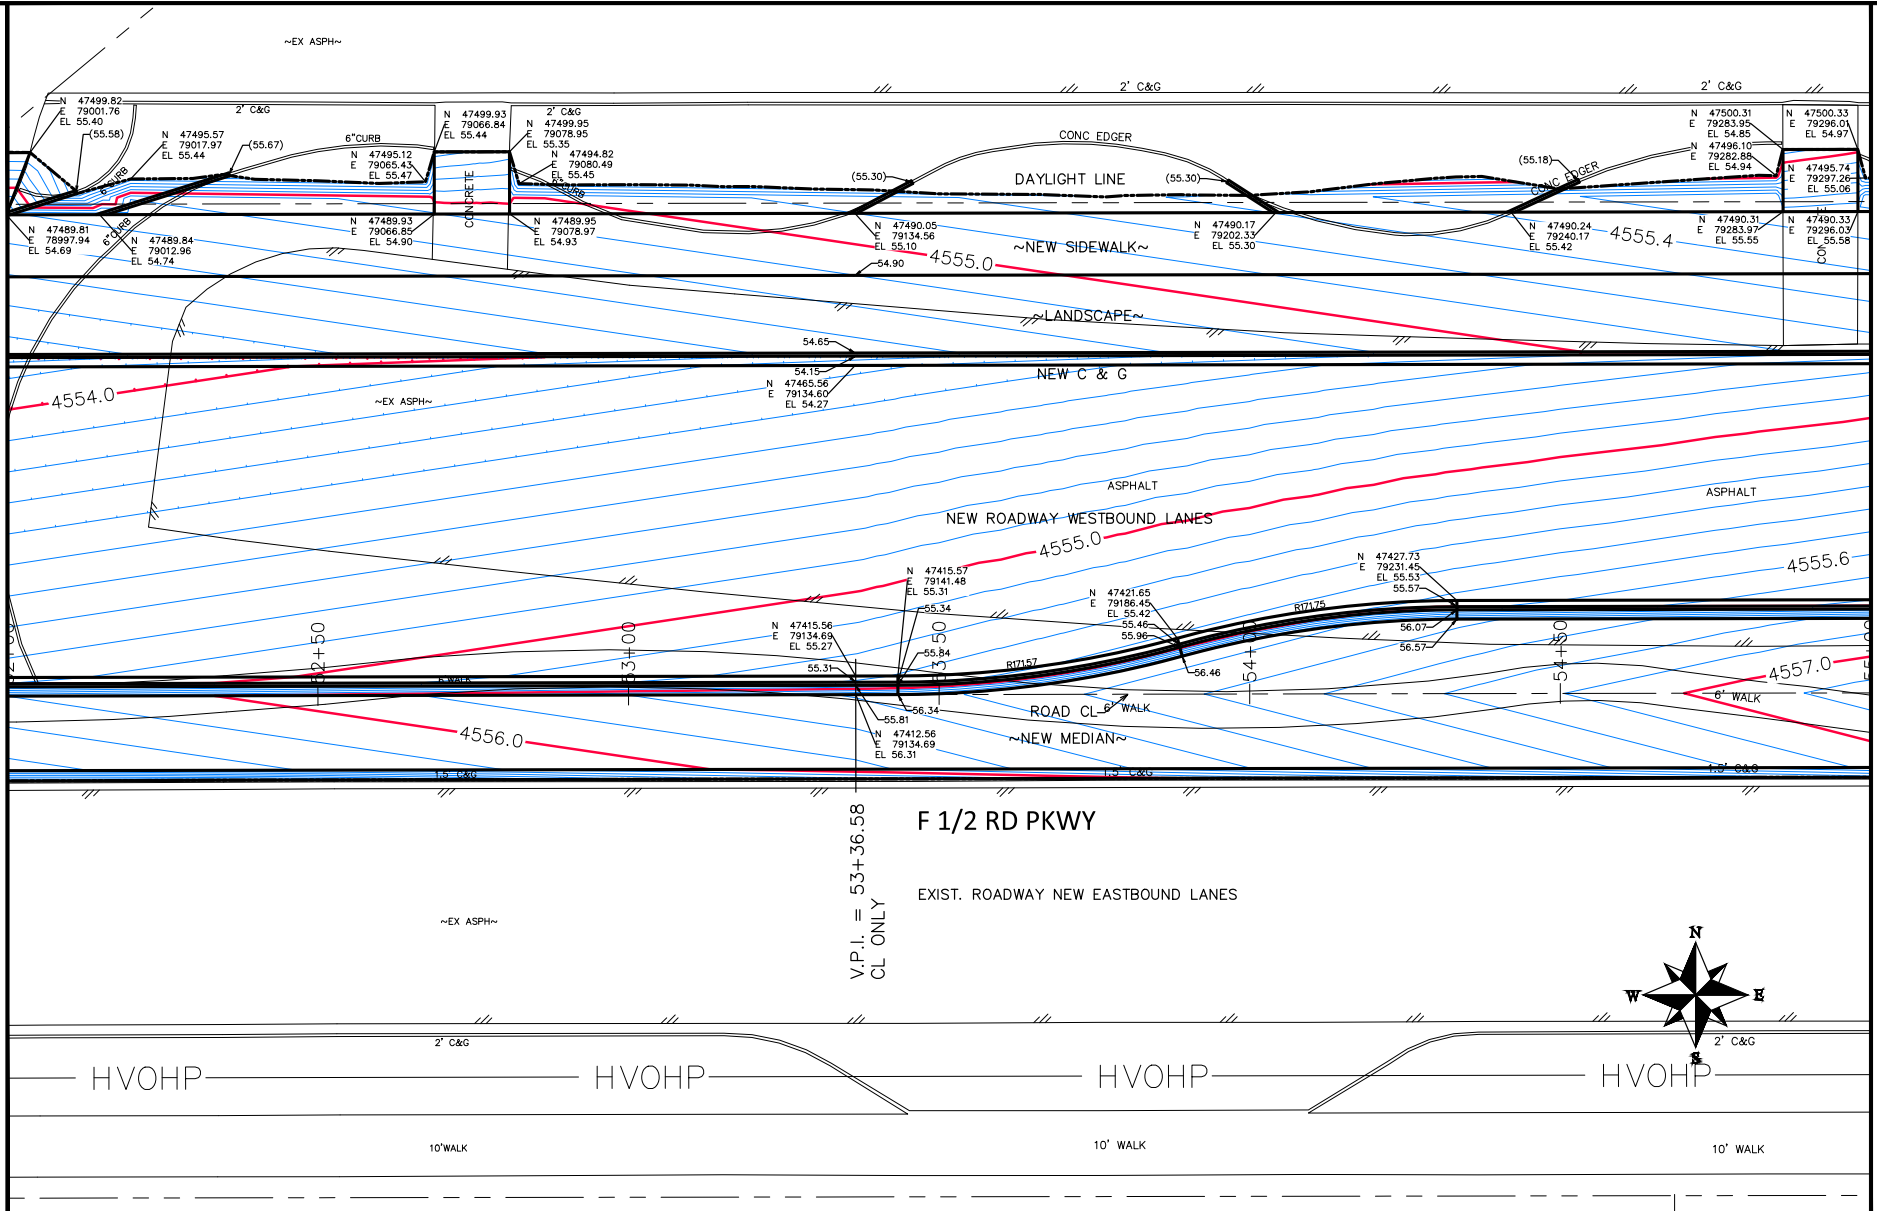 ~EX ASPH~
2' C&G
2' C&G
N 47499.82
E 79001.76
EL 55.40
(55.58)
2' C&G
N 47495.57
E 79017.97
EL 55.44
(55.67)
6"CURB
N 47495.12
E 79065.43
EL 55.47
N 47499.93
E 79066.84
EL 55.44
2' C&G
N 47499.95
E 79078.95
EL 55.35
N 47494.82
E 79080.49
EL 55.45
CONC EDGER
(55.30)
DAYLIGHT LINE
(55.30)
(55.18)
CONC EDGER
N 47500.31
E 79283.95
EL 54.85
N 47496.10
E 79282.88
EL 54.94
N 47500.33
E 79296.01
EL 54.97
N 47495.74
E 79297.26
EL 55.06
6"CURB
6"CURB
6"CURB
CONCRETE
N 47489.81
E 78997.94
EL 54.69
N 47489.84
E 79012.96
EL 54.74
N 47489.93
E 79066.85
EL 54.90
N 47489.95
E 79078.97
EL 54.93
N 47490.05
E 79134.56
EL 55.10
N 47490.17
E 79202.33
EL 55.30
N 47490.24
E 79240.17
EL 55.42
4555.4
N 47490.31
E 79283.97
EL 55.55
N 47490.33
E 79296.03
EL 55.58
~NEW SIDEWALK~
4555.0
54.90
~LANDSCAPE~
54.65
54.15
NEW C & G
N 47465.56
E 79134.60
EL 54.27
4554.0
~EX ASPH~
ASPHALT
ASPHALT
NEW ROADWAY WESTBOUND LANES
4555.0
4555.6
N 47415.57
E 79141.48
EL 55.31
55.34
N 47427.73
E 79231.45
EL 55.53
55.57
N 47421.65
E 79186.45
EL 55.42
55.46
55.96
R171.75
56.07
56.57
N 47415.56
E 79134.69
EL 55.27
55.31
55.84
R171.57
56.46
53+00
54+50
6' WALK
4557.0
6' WALK
56.34
55.81
ROAD CL
6' WALK
N 47412.56
E 79134.69
EL 56.31
~NEW MEDIAN~
4556.0
1.5' C&G
1.5' C&G
1.5' C&G
V.P.I. = 53+36.58
CL ONLY
F 1/2 RD PKWY
EXIST. ROADWAY NEW EASTBOUND LANES
~EX ASPH~
N
W
E
S
2' C&G
2' C&G
HVOHP
HVOHP
HVOHP
HVOHP
10'WALK
10' WALK
10' WALK